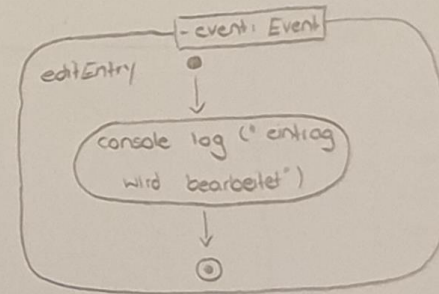 - event: Event
editEntry
console log (" eintrag
wird bearbeitet")